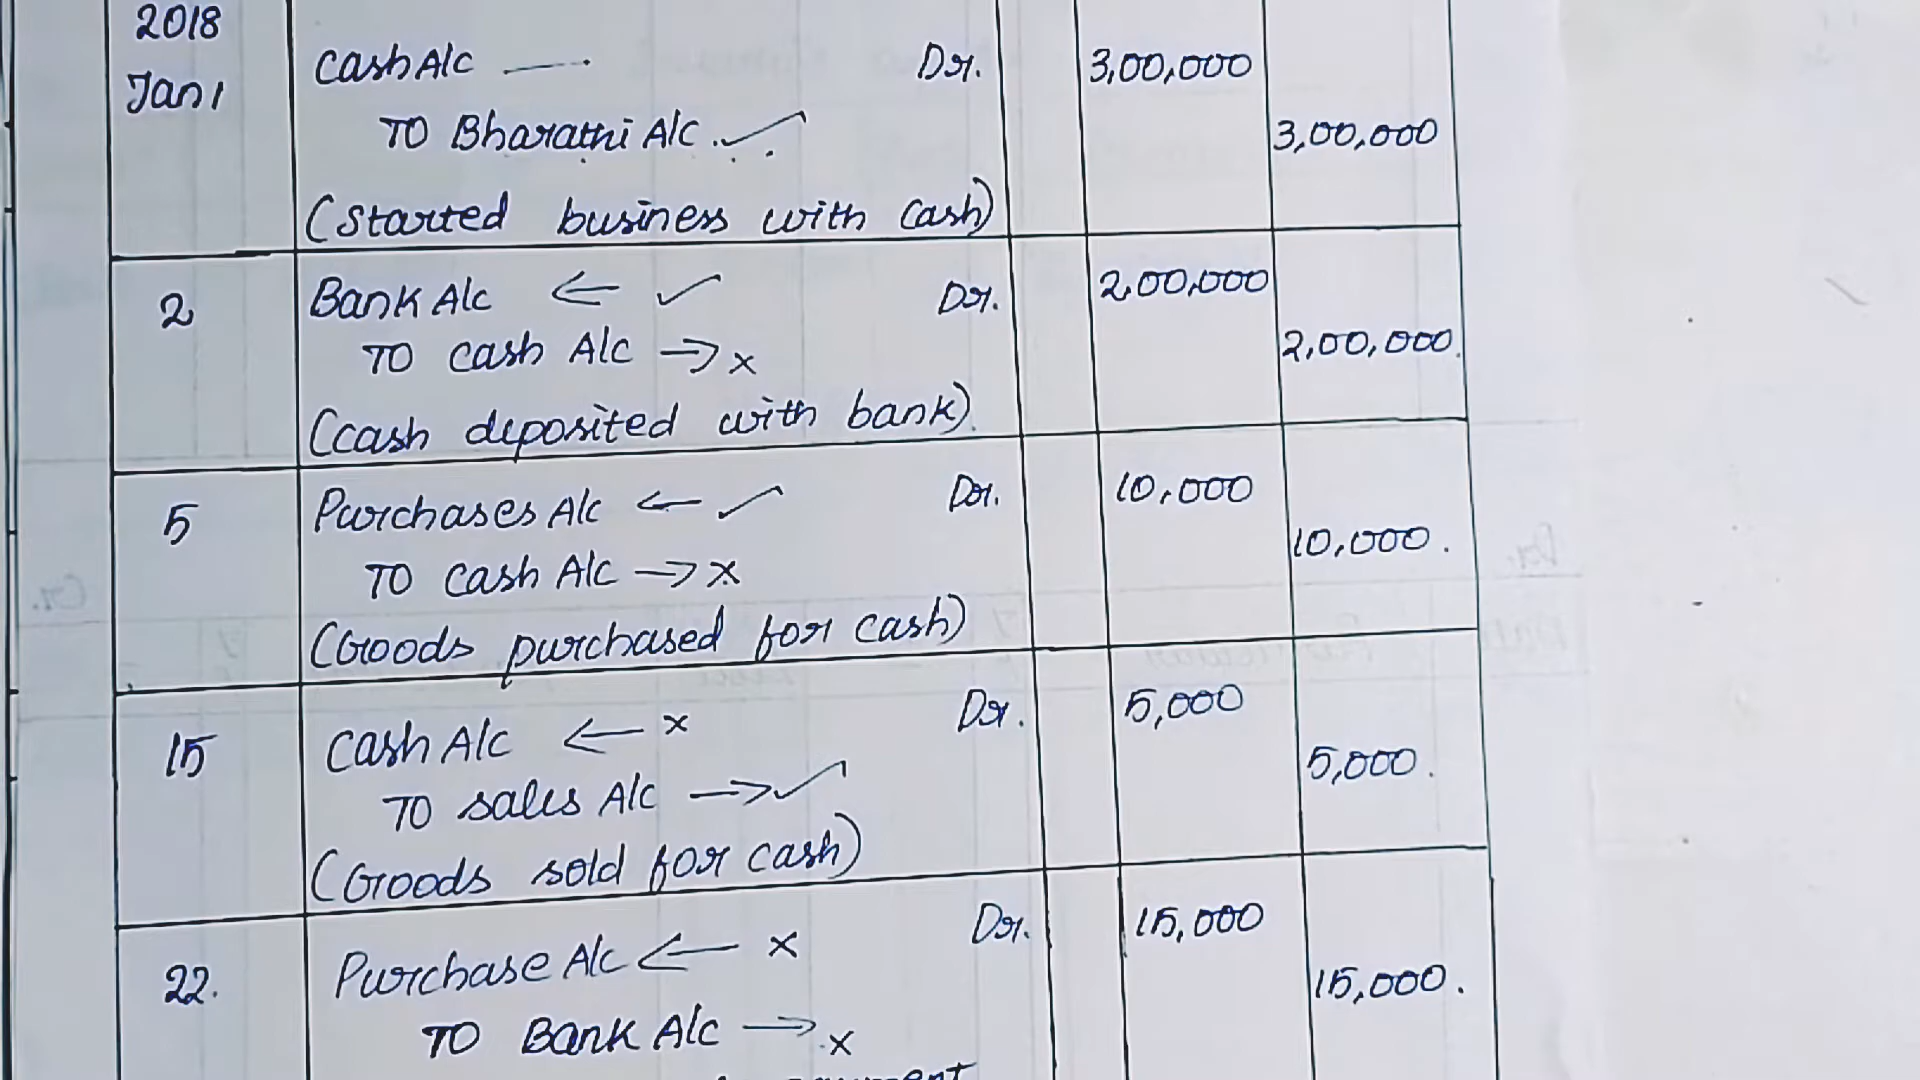 2018
Jan 1 Cash A/c ——.. Dr. 3,00,000
TO Bharathi A/c. ✓ 3,00,000
(Started business with cash)
2 Bank A/c ← ✓ Dr. 2,00,000
TO cash A/c → x 2,00,000.
(cash deposited with bank).
5 Purchases A/c ← ✓ Dr. 10,000
TO cash A/c → x 10,000.
(Goods purchased for cash)
15 Cash A/c ← x Dr. 5,000
TO sales A/c → ✓ 5,000.
(Goods sold for cash)
22. Purchase A/c ← x Dr. 15,000
TO Bank A/c → x 15,000.